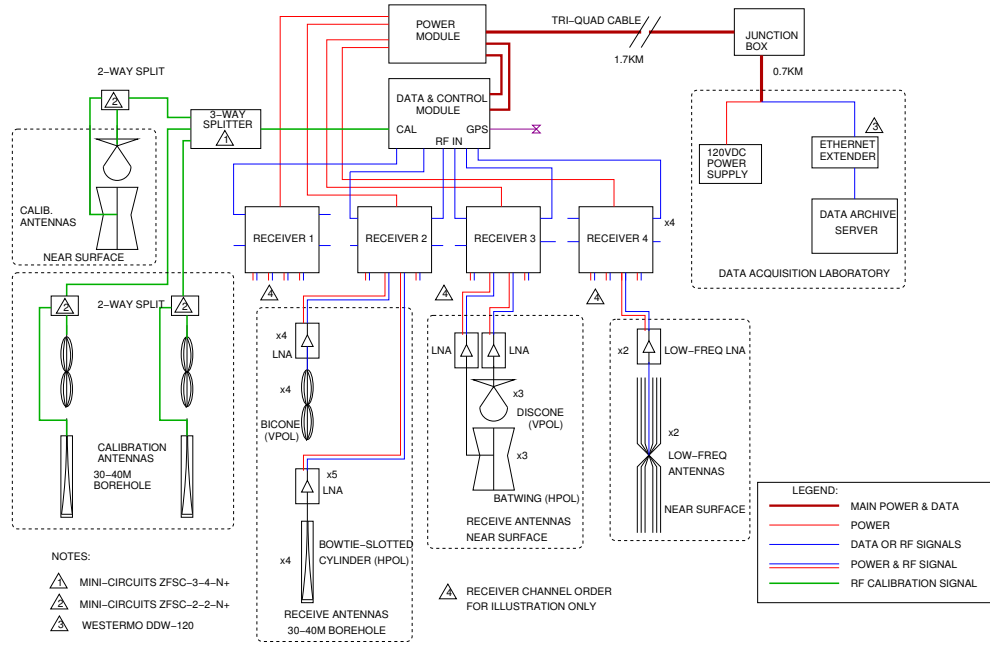 POWER
MODULE
TRI-QUAD CABLE
1.7KM
JUNCTION
BOX
0.7KM
2-WAY SPLIT
2
3-WAY
SPLITTER
1
DATA & CONTROL
MODULE
CAL
GPS
RF IN
120VDC
POWER
SUPPLY
3
ETHERNET
EXTENDER
DATA ARCHIVE
SERVER
DATA ACQUISITION LABORATORY
CALIB.
ANTENNAS
NEAR SURFACE
RECEIVER 1
RECEIVER 2
RECEIVER 3
RECEIVER 4
x4
4
4
4
2
2-WAY SPLIT
2
CALIBRATION
ANTENNAS
30-40M
BOREHOLE
x4
LNA
x4
BICONE
(VPOL)
x5
LNA
x4
BOWTIE-SLOTTED
CYLINDER (HPOL)
RECEIVE ANTENNAS
30-40M BOREHOLE
LNA
LNA
x3
DISCONE
(VPOL)
x3
BATWING (HPOL)
RECEIVE ANTENNAS
NEAR SURFACE
x2
LOW-FREQ LNA
x2
LOW-FREQ
ANTENNAS
NEAR SURFACE
LEGEND:
MAIN POWER & DATA
POWER
DATA OR RF SIGNALS
POWER & RF SIGNAL
RF CALIBRATION SIGNAL
NOTES:
1 MINI-CIRCUITS ZFSC-3-4-N+
2 MINI-CIRCUITS ZFSC-2-2-N+
3 WESTERMO DDW-120
4 RECEIVER CHANNEL ORDER
FOR ILLUSTRATION ONLY